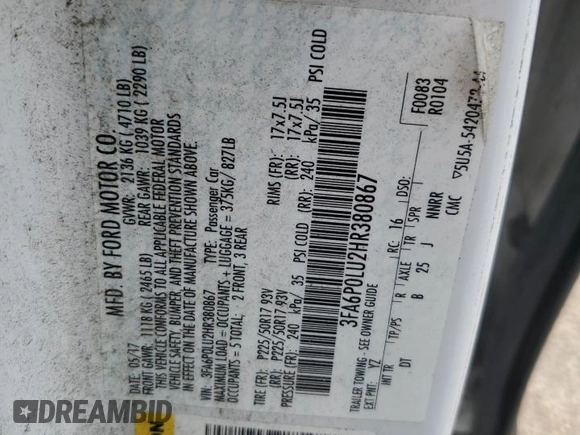 MFD. BY FORD MOTOR CO.
DATE: 05/17 GVWR: 2136 KG ( 4710 LB)
FRONT GAWR: 1118 KG ( 2465 LB) REAR GAWR: 1039 KG ( 2290 LB)
THIS VEHICLE CONFORMS TO ALL APPLICABLE FEDERAL MOTOR
VEHICLE SAFETY, BUMPER, AND THEFT PREVENTION STANDARDS
IN EFFECT ON THE DATE OF MANUFACTURE SHOWN ABOVE.
VIN: 3FA6P0LU2HR380867 TYPE: Passenger Car
MAXIMUM LOAD = OCCUPANTS + LUGGAGE = 375KG/ 827LB
OCCUPANTS = 5 TOTAL: 2 FRONT, 3 REAR
TIRE (FR): P225/50R17 93V RIMS (FR): 17x7.5J
TIRE (RR): P225/50R17 93V (RR): 17x7.5J
PRESSURE (FR): 240 kPa/ 35 PSI COLD (RR): 240 kPa/ 35 PSI COLD
3FA6P0LU2HR380867
TRAILER TOWING - SEE OWNER GUIDE
F0083
R0104
EXT PNT: YZ RC: 16 DSO:
INT TR TP/PS R AXLE TR SPR
DT B 25 J NNRR
CMC
DREAMBID